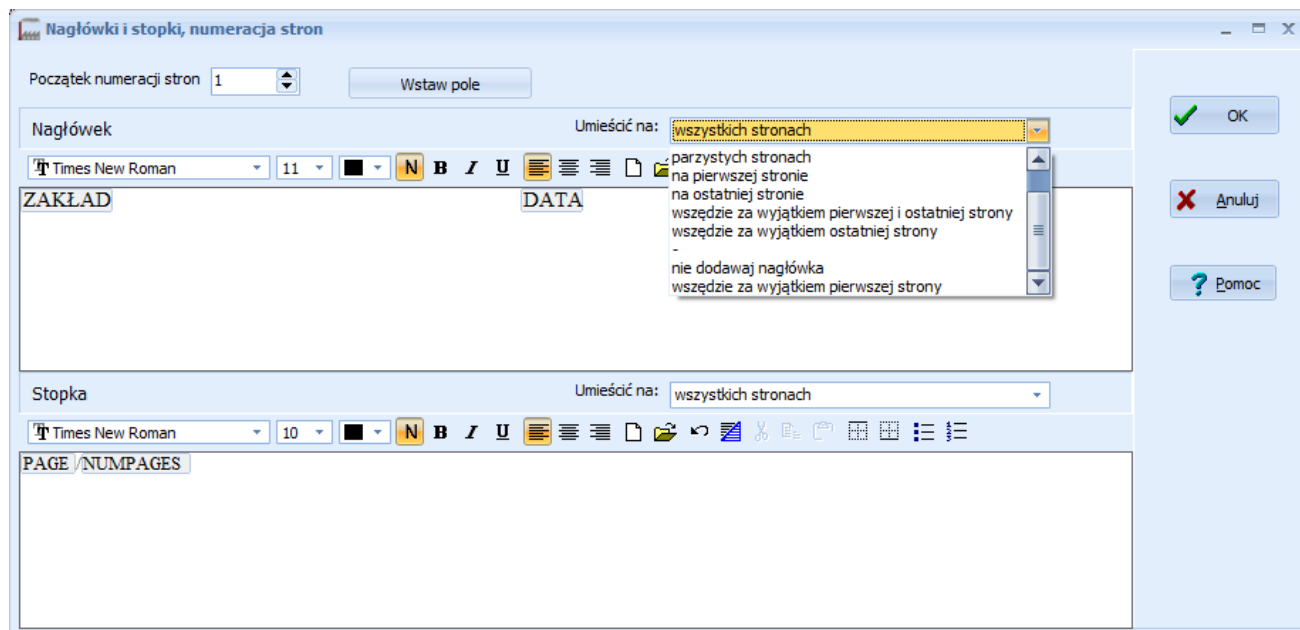 Nagłówki i stopki, numeracja stron
Początek numeracji stron 1 Wstaw pole
Nagłówek Umieścić na: wszystkich stronach
Times New Roman 11 N B I U
ZAKŁAD DATA
parzystych stronach
na pierwszej stronie
na ostatniej stronie
wszędzie za wyjątkiem pierwszej i ostatniej strony
wszędzie za wyjątkiem ostatniej strony
-
nie dodawaj nagłówka
wszędzie za wyjątkiem pierwszej strony
Stopka Umieścić na: wszystkich stronach
Times New Roman 10 N B I U
PAGE /NUMPAGES
OK
Anuluj
? Pomoc